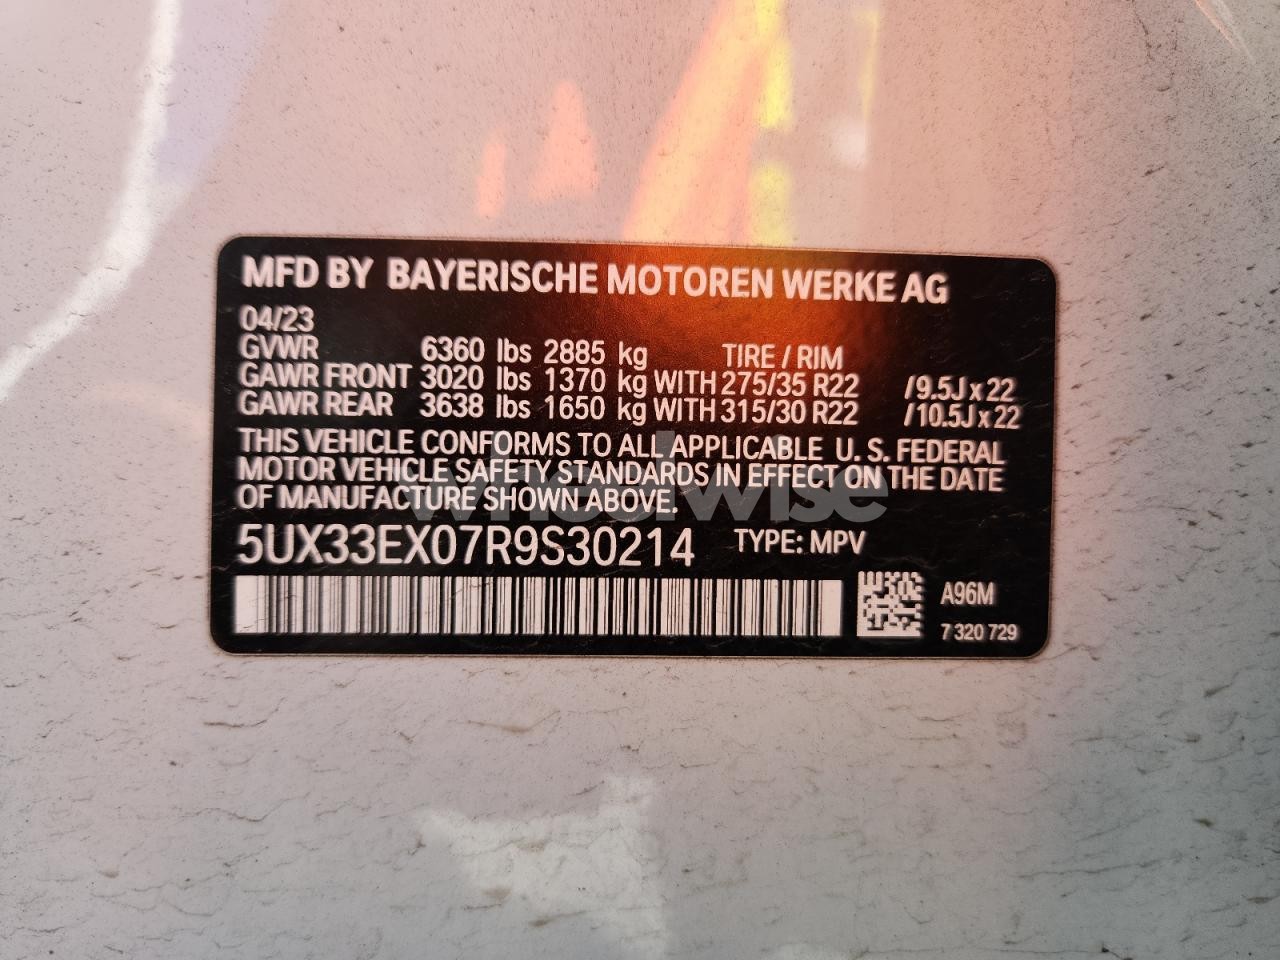 MFD BY BAYERISCHE MOTOREN WERKE AG
04/23
GVWR 6360 lbs 2885 kg TIRE / RIM
GAWR FRONT 3020 lbs 1370 kg WITH 275/35 R22 /9.5J x 22
GAWR REAR 3638 lbs 1650 kg WITH 315/30 R22 /10.5J x 22
THIS VEHICLE CONFORMS TO ALL APPLICABLE U. S. FEDERAL
MOTOR VEHICLE SAFETY STANDARDS IN EFFECT ON THE DATE
OF MANUFACTURE SHOWN ABOVE.
wheelwise
5UX33EX07R9S30214 TYPE: MPV
A96M
7 320 729